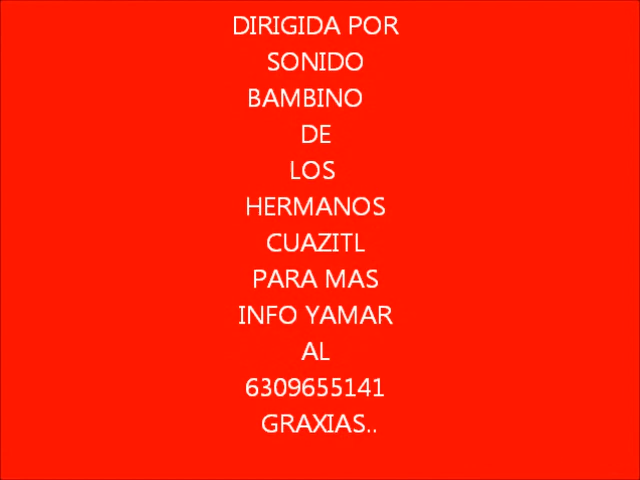 DIRIGIDA POR
SONIDO
BAMBINO
DE
LOS
HERMANOS
CUAZITL
PARA MAS
INFO YAMAR
AL
6309655141
GRAXIAS..